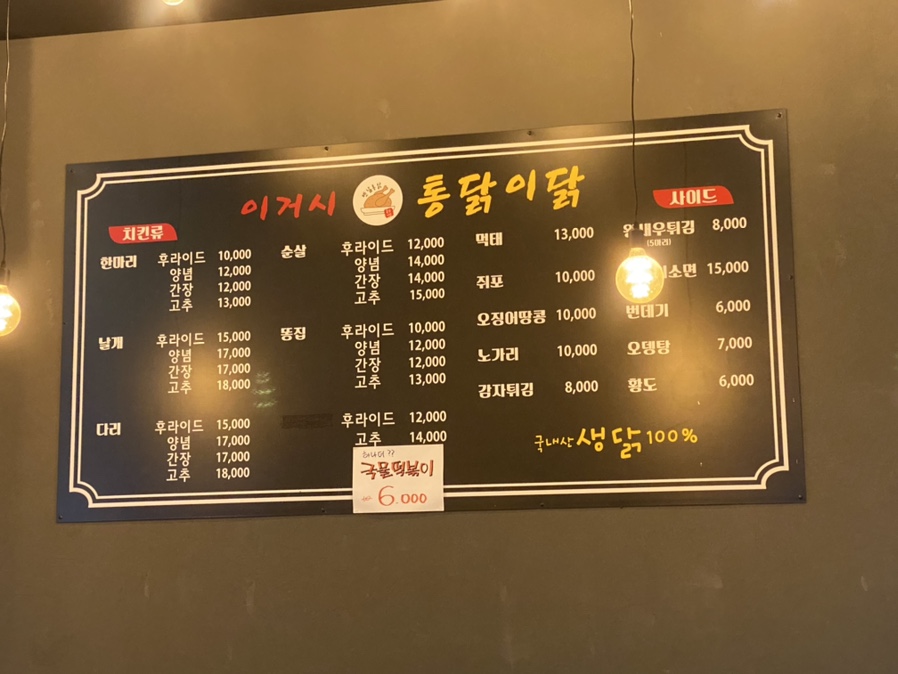 이거시 통닭이닭
치킨류
한마리 후라이드 10,000
양념 12,000
간장 12,000
고추 13,000
날개 후라이드 15,000
양념 17,000
간장 17,000
고추 18,000
다리 후라이드 15,000
양념 17,000
간장 17,000
고추 18,000
순살 후라이드 12,000
양념 14,000
간장 14,000
고추 15,000
똥집 후라이드 10,000
양념 12,000
간장 12,000
고추 13,000
후라이드 12,000
고추 14,000
국물떡볶이
6.000
먹태 13,000
쥐포 10,000
오징어땅콩 10,000
노가리 10,000
감자튀김 8,000
사이드
8,000
(5마리)
15,000
번데기 6,000
오뎅탕 7,000
황도 6,000
국내산 생닭 100%